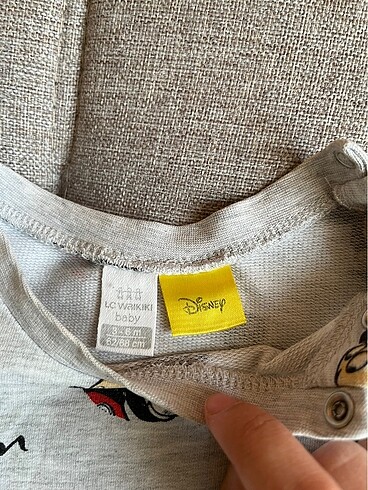 LC WAIKIKI
baby
3 - 6 m
62/68 cm
Disney